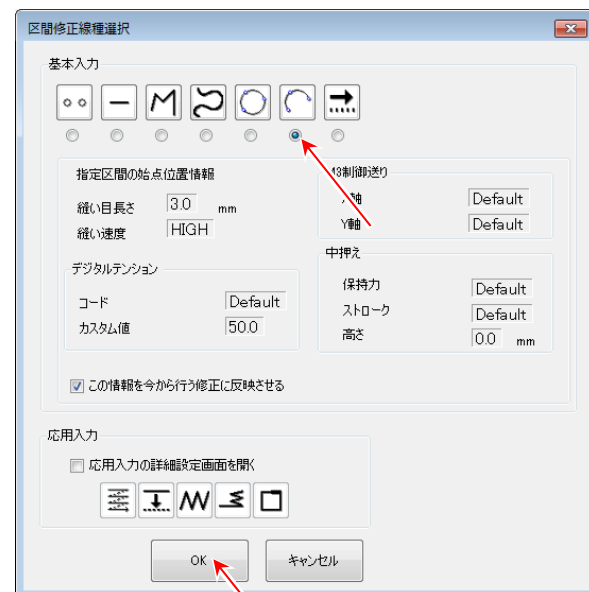 区間修正線種選択
基本入力
指定区間の始点位置情報
縫い目長さ 3.0 mm
縫い速度 HIGH
デジタルテンション
コード Default
カスタム値 50.0
制御送り
軸 Default
Y軸 Default
中押え
保持力 Default
ストローク Default
高さ 0.0 mm
この情報を今から行う修正に反映させる
応用入力
応用入力の詳細設定画面を開く
OK キャンセル